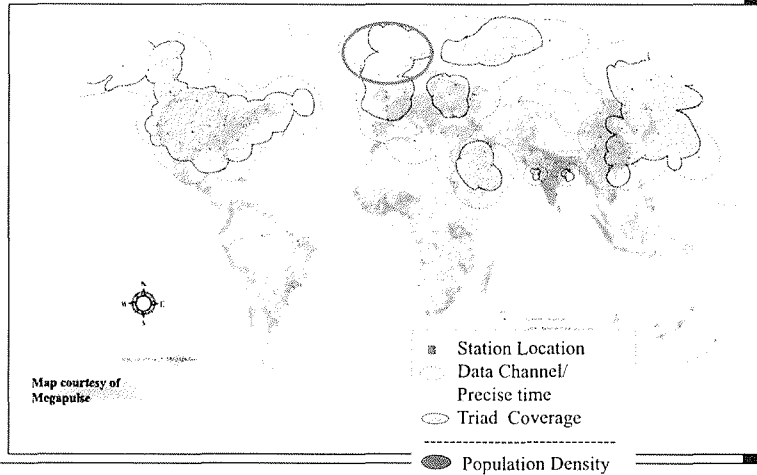 N
W E
S
Map courtesy of
Megapulse
Station Location
Data Channel/
Precise time
Triad Coverage
Population Density